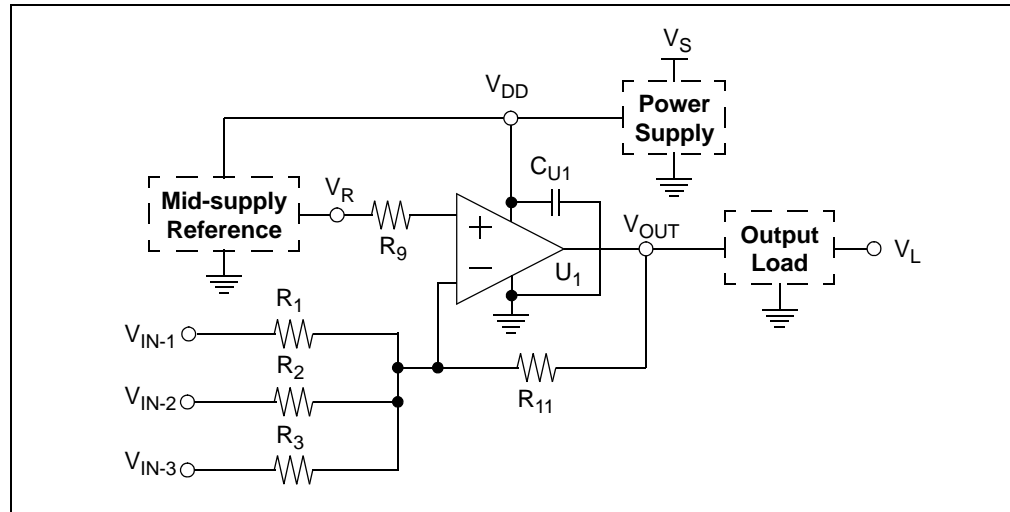 V_S
V_DD
Power
Supply
C_U1
Mid-supply
Reference
V_R
R_9
+
−
U_1
V_OUT
Output
Load
V_L
V_IN-1
R_1
V_IN-2
R_2
V_IN-3
R_3
R_11